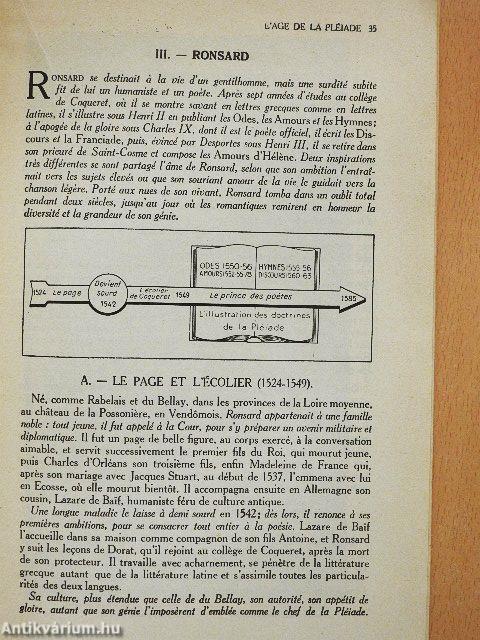 L'AGE DE LA PLÉIADE 35
III. — RONSARD
RONSARD se destinait à la vie d'un gentilhomme, mais une surdité subite
fit de lui un humaniste et un poète. Après sept années d'études au collège
de Coqueret, où il se montre savant en lettres grecques comme en lettres
latines, il s'illustre sous Henri II en publiant les Odes, les Amours et les Hymnes;
à l'apogée de la gloire sous Charles IX, dont il est le poète officiel, il écrit les Dis-
cours et la Franciade, puis, évincé par Desportes sous Henri III, il se retire dans
son prieuré de Saint-Cosme et compose les Amours d'Hélène. Deux inspirations
très différentes se sont partagé l'âme de Ronsard, selon que son ambition l'entraî-
nait vers les sujets élevés ou que son souriant amour de la vie le guidait vers la
chanson légère. Porté aux nues de son vivant, Ronsard tomba dans un oubli total
pendant deux siècles, jusqu'au jour où les romantiques remirent en honneur la
diversité et la grandeur de son génie.
ODES 1550-56
AMOURS 1552-55-78
HYMNES 1555-56
DISCOURS 1560-63
1524 Le page
Devient
sourd
1542
L'écolier
de Coqueret
1549
Le prince des poètes
1585
L'illustration des doctrines
de la Pléiade
A. — LE PAGE ET L'ÉCOLIER (1524-1549).
Né, comme Rabelais et du Bellay, dans les provinces de la Loire moyenne,
au château de la Possonière, en Vendômois, Ronsard appartenait à une famille
noble : tout jeune, il fut appelé à la Cour, pour s'y préparer un avenir militaire et
diplomatique. Il fut un page de belle figure, au corps exercé, à la conversation
aimable, et servit successivement le premier fils du Roi, qui mourut jeune,
puis Charles d'Orléans son troisième fils, enfin Madeleine de France qui,
après son mariage avec Jacques Stuart, au début de 1537, l'emmena avec lui
en Ecosse, où elle mourut bientôt. Il accompagna ensuite en Allemagne son
cousin, Lazare de Baïf, humaniste féru de culture antique.
Une longue maladie le laisse à demi sourd en 1542; dès lors, il renonce à ses
premières ambitions, pour se consacrer tout entier à la poésie. Lazare de Baïf
l'accueille dans sa maison comme compagnon de son fils Antoine, et Ronsard
y suit les leçons de Dorat, qu'il rejoint au collège de Coqueret, après la mort
de son protecteur. Il travaille avec acharnement, se pénètre de la littérature
grecque autant que de la littérature latine et s'assimile toutes les particula-
rités des deux langues.
Sa culture, plus étendue que celle de du Bellay, son autorité, son appétit de
gloire, autant que son génie l'imposèrent d'emblée comme le chef de la Pléiade.
Antikvárium.hu